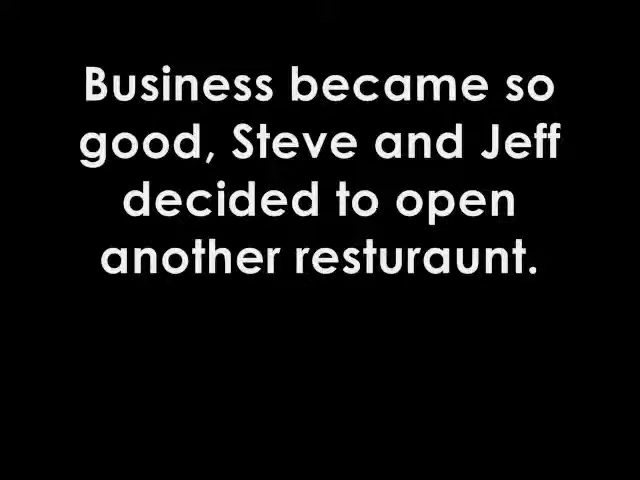 Business became so
good, Steve and Jeff
decided to open
another resturaunt.